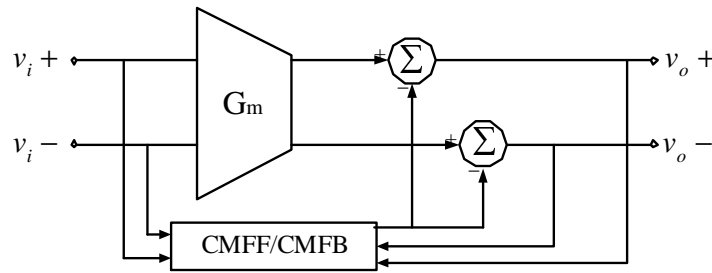 v_i +
+
Σ
−
v_o +
G_m
v_i −
+
Σ
−
v_o −
CMFF/CMFB